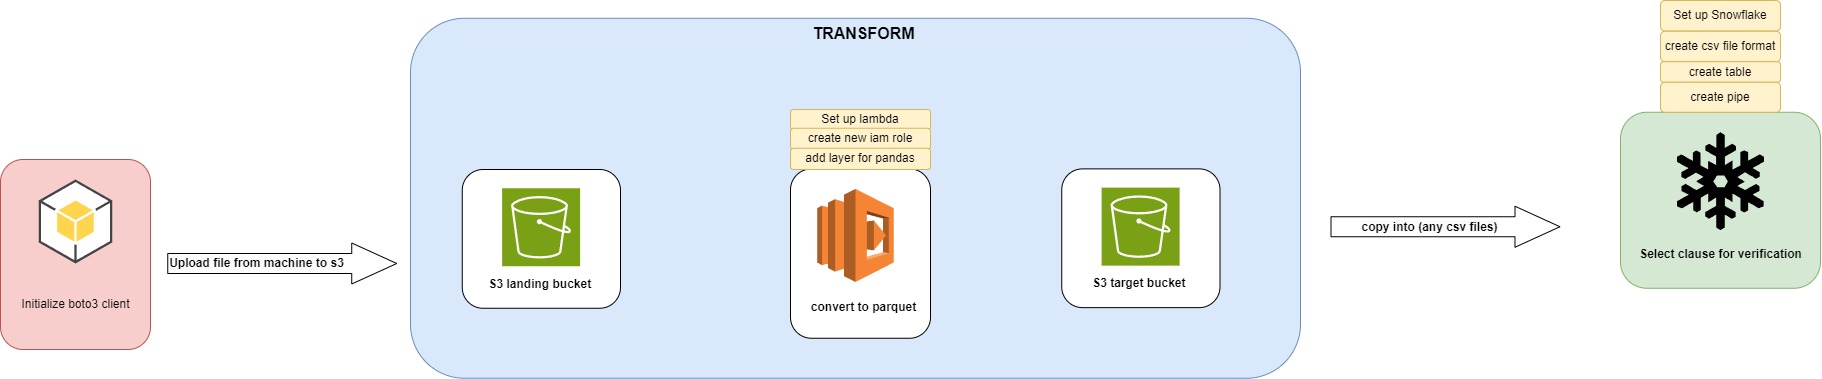 Initialize boto3 client
Upload file from machine to s3
TRANSFORM
S3 landing bucket
Set up lambda
create new iam role
add layer for pandas
convert to parquet
S3 target bucket
copy into (any csv files)
Set up Snowflake
create csv file format
create table
create pipe
Select clause for verification